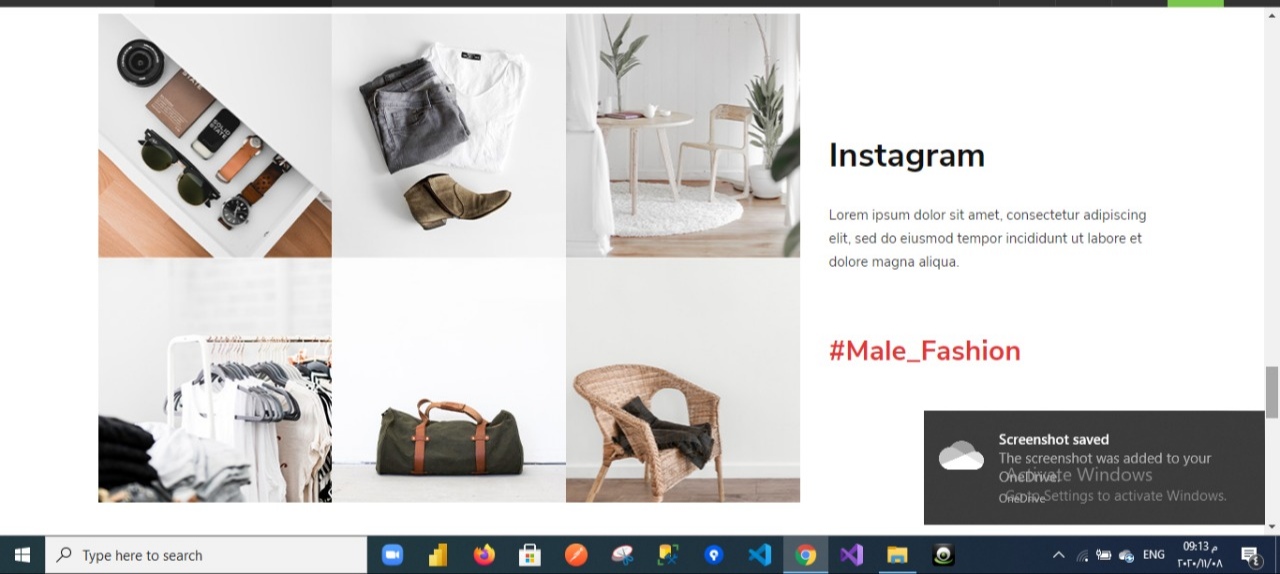 SOLID
STATE
Instagram
Lorem ipsum dolor sit amet, consectetur adipiscing
elit, sed do eiusmod tempor incididunt ut labore et
dolore magna aliqua.
#Male_Fashion
Screenshot saved
The screenshot was added to your
OneDrive.
OneDrive
Activate Windows
Go to Settings to activate Windows.
Type here to search
ENG
09:13 م
٢٠٢٠/١١/٠٨